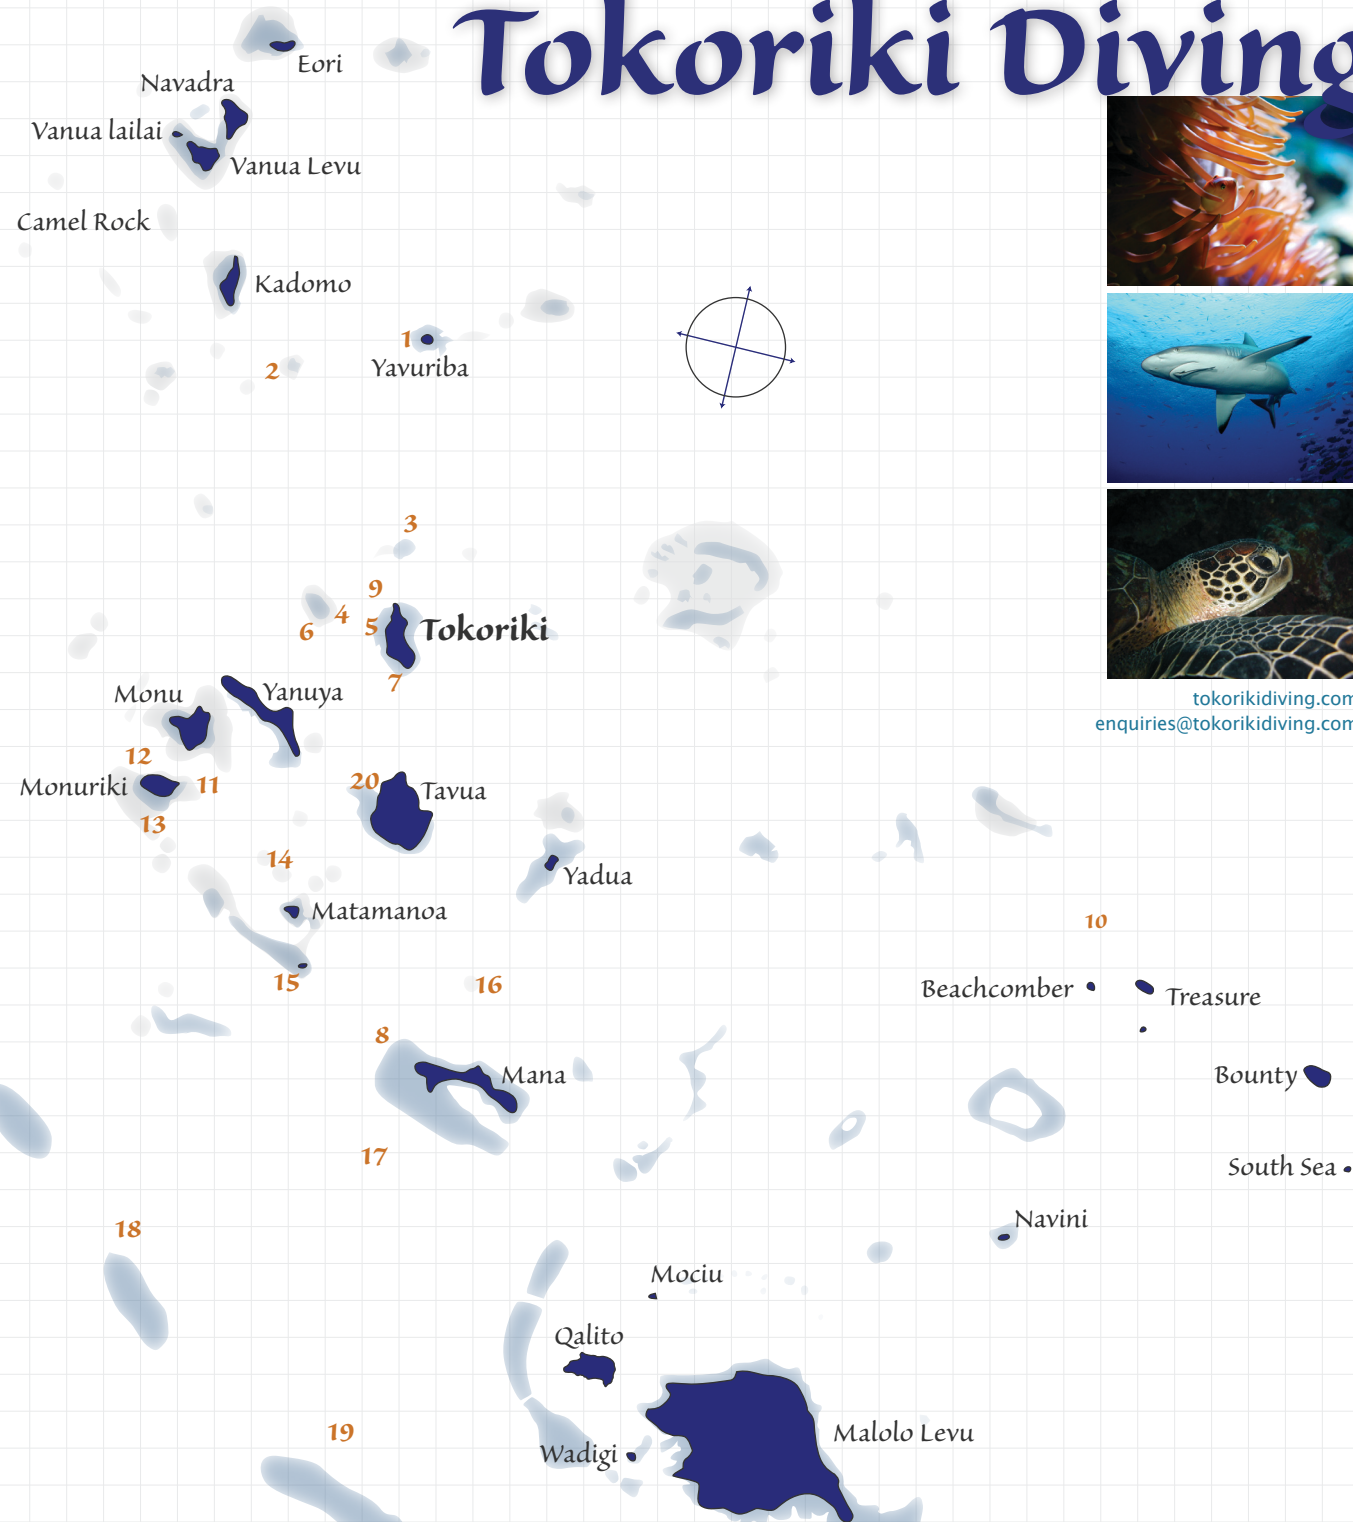 Tokoriki Diving
Eori
Navadra
Vanua lailai
Vanua Levu
Camel Rock
Kadomo
1
Yavuriba
2
3
9
4
5
6
Tokoriki
7
Monu
Yanuya
12
Monuriki
11
20
Tavua
13
14
Yadua
Matamanoa
10
15
16
Beachcomber
Treasure
8
Mana
Bounty
17
South Sea
18
Navini
Mociu
Qalito
19
Wadigi
Malolo Levu
tokorikidiving.com
enquiries@tokorikidiving.com